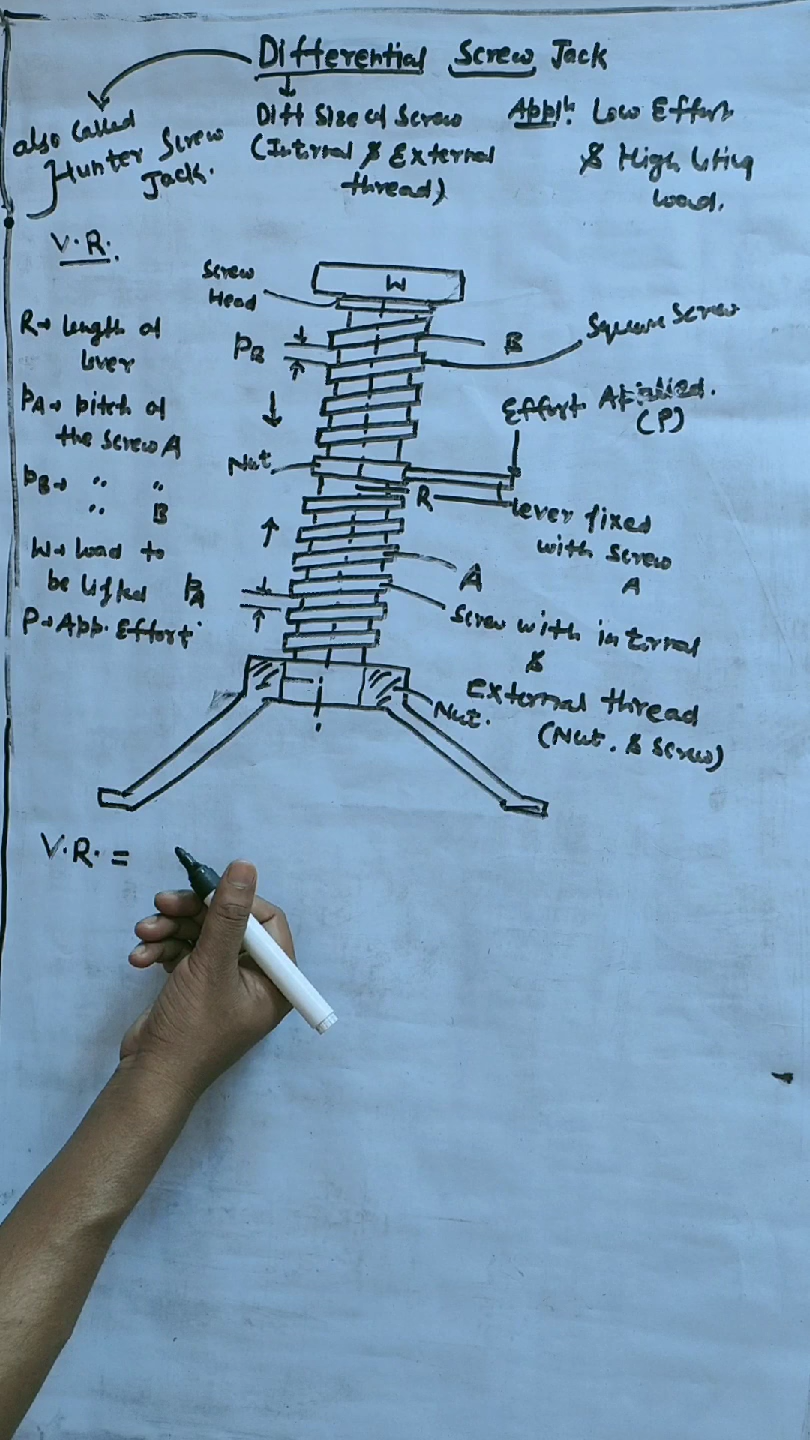 Differential Screw Jack
also Called
Hunter Screw
Jack.
Diff Size of Screw
(Internal & External
thread)
Appln: Low Effort
& High lifting
load.
V.R.
R→ length of
lever
PA→ pitch of
the screw A
PB→ " "
" B
W→ load to
be lifted
P→ App. Effort
Screw
Head
W
PB
B
Square Screw
Effort Applied.
(P)
Nut
R
lever fixed
with screw
A
A
PA
Screw with internal
&
External thread
(Nut. & Screw)
Nut.
V.R. =